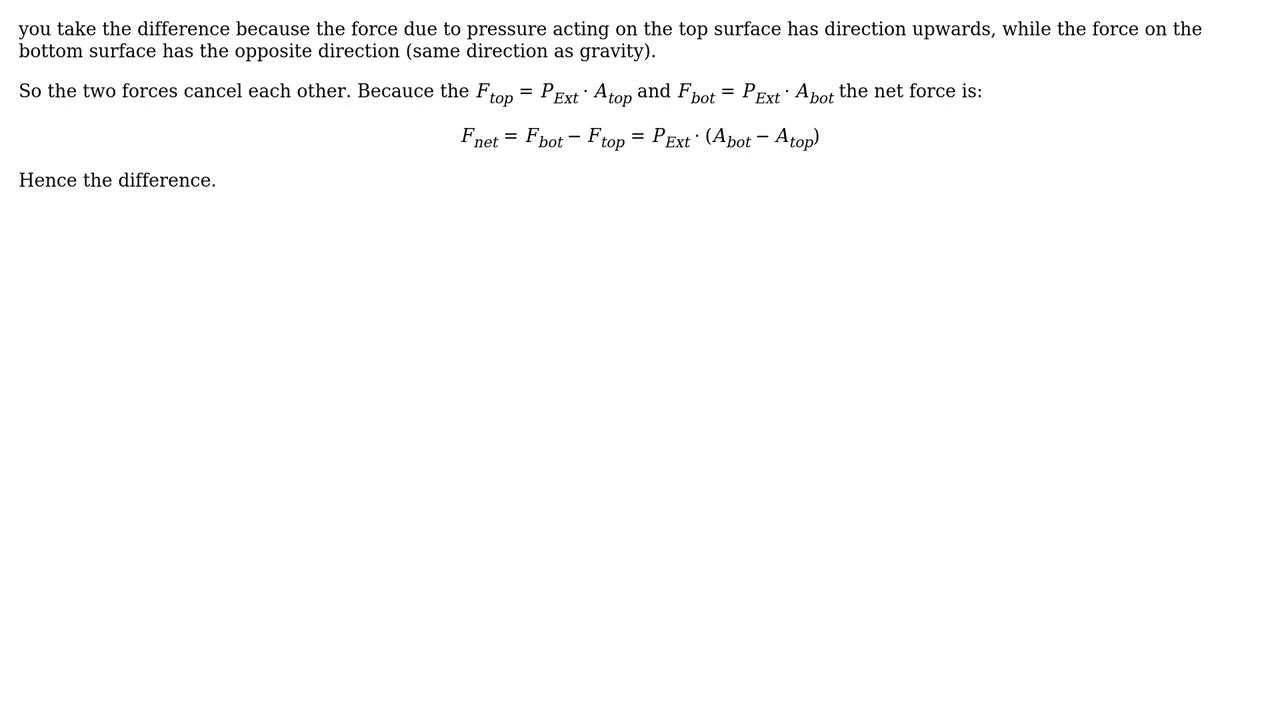 you take the difference because the force due to pressure acting on the top surface has direction upwards, while the force on the
bottom surface has the opposite direction (same direction as gravity).
So the two forces cancel each other. Becauce the F_top = P_Ext · A_top and F_bot = P_Ext · A_bot the net force is:
F_net = F_bot − F_top = P_Ext · (A_bot − A_top)
Hence the difference.